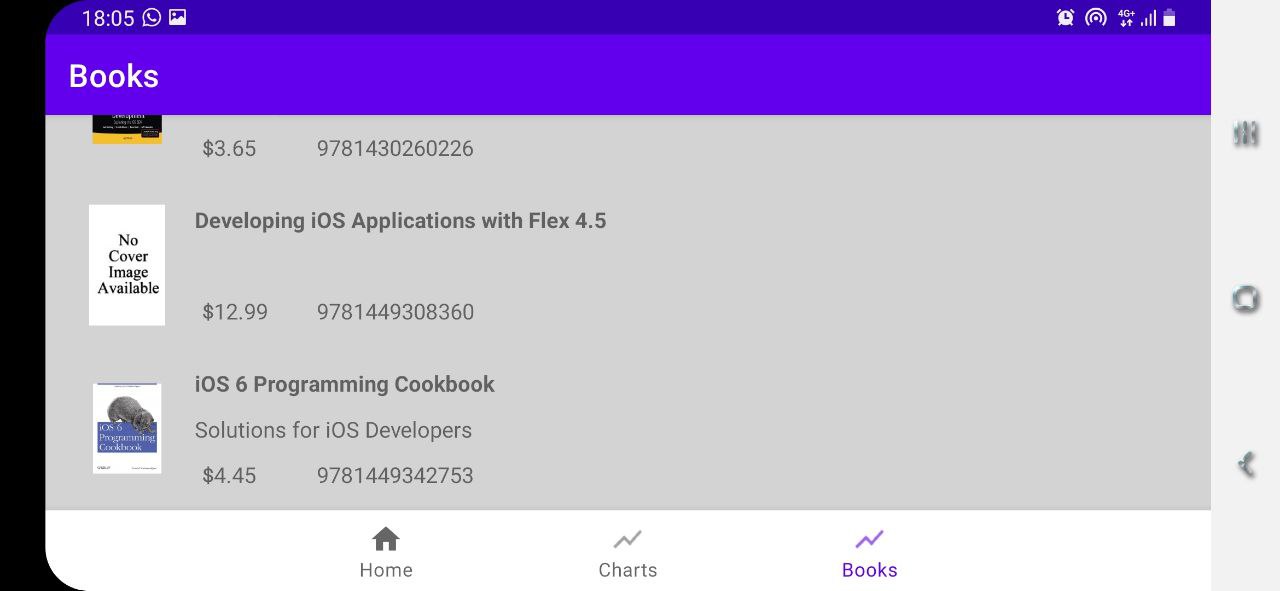 18:05
4G+
Books
Development
$3.65 9781430260226
No
Cover
Image
Available
Developing iOS Applications with Flex 4.5
$12.99 9781449308360
iOS 6
Programming
Cookbook
iOS 6 Programming Cookbook
Solutions for iOS Developers
$4.45 9781449342753
Home
Charts
Books